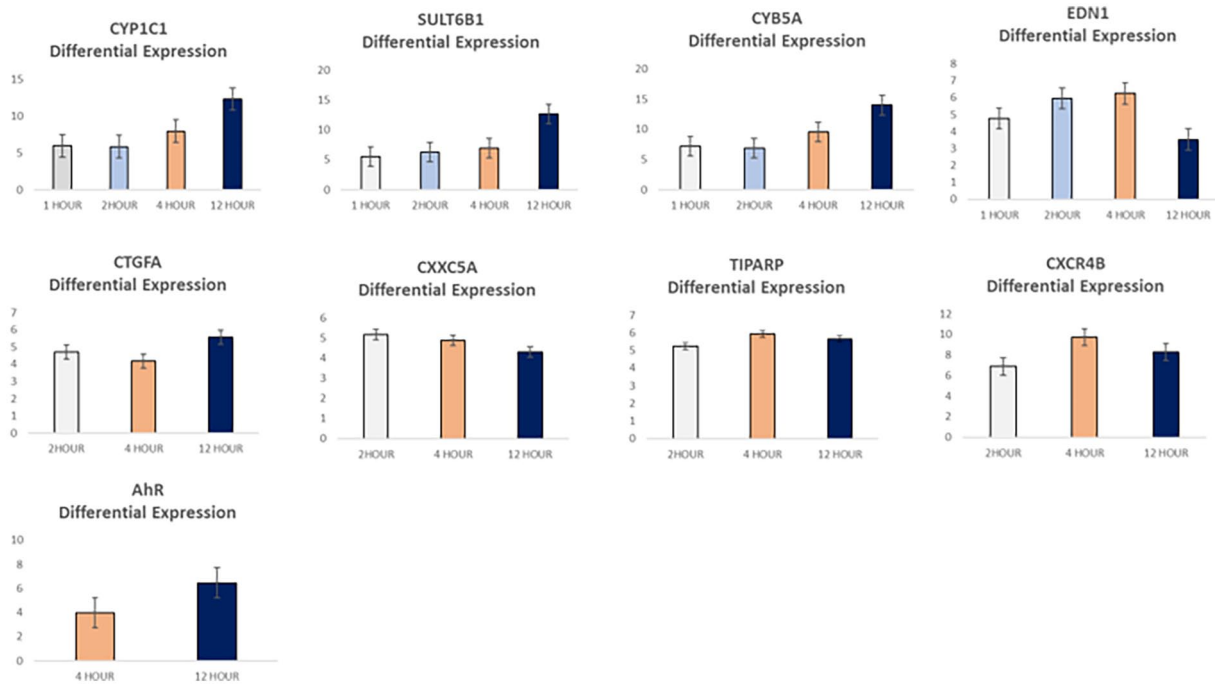 CYP1C1
Differential Expression
15
10
5
0
1 HOUR 2HOUR 4 HOUR 12 HOUR
SULT6B1
Differential Expression
20
15
10
5
0
1 HOUR 2HOUR 4 HOUR 12 HOUR
CYB5A
Differential Expression
20
15
10
5
0
1 HOUR 2HOUR 4 HOUR 12 HOUR
EDN1
Differential Expression
8
7
6
5
4
3
2
1
0
1 HOUR 2HOUR 4 HOUR 12 HOUR
CTGFA
Differential Expression
7
6
5
4
3
2
1
0
2HOUR 4 HOUR 12 HOUR
CXXC5A
Differential Expression
6
5
4
3
2
1
0
2HOUR 4 HOUR 12 HOUR
TIPARP
Differential Expression
7
6
5
4
3
2
1
0
2HOUR 4 HOUR 12 HOUR
CXCR4B
Differential Expression
12
10
8
6
4
2
0
2HOUR 4 HOUR 12 HOUR
AhR
Differential Expression
10
8
6
4
2
0
4 HOUR 12 HOUR